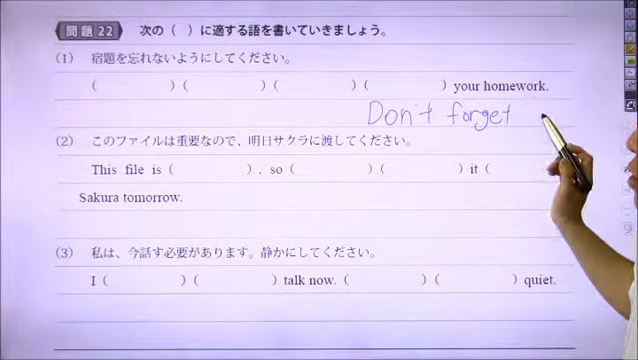 問題 22 次の（ ）に適する語を書いていきましょう。
(1) 宿題を忘れないようにしてください。
( ) ( ) ( ) ( ) your homework.
Don't forget
(2) このファイルは重要なので、明日サクラに渡してください。
This file is ( ) , so ( ) ( ) it (
Sakura tomorrow.
(3) 私は、今話す必要があります。静かにしてください。
I ( ) ( ) talk now. ( ) ( ) quiet.